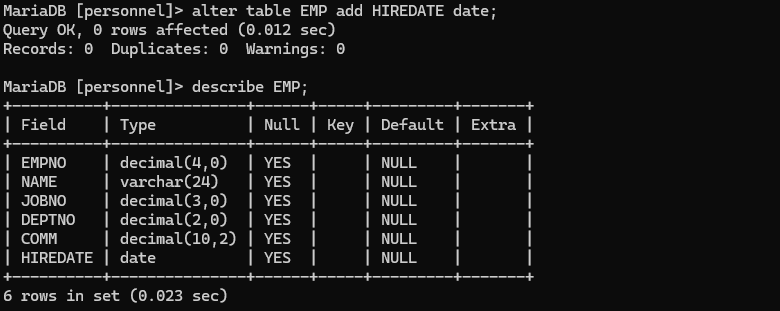 MariaDB [personnel]> alter table EMP add HIREDATE date;
Query OK, 0 rows affected (0.012 sec)
Records: 0  Duplicates: 0  Warnings: 0

MariaDB [personnel]> describe EMP;
+----------+---------------+------+-----+---------+-------+
| Field    | Type          | Null | Key | Default | Extra |
+----------+---------------+------+-----+---------+-------+
| EMPNO    | decimal(4,0)  | YES  |     | NULL    |       |
| NAME     | varchar(24)   | YES  |     | NULL    |       |
| JOBNO    | decimal(3,0)  | YES  |     | NULL    |       |
| DEPTNO   | decimal(2,0)  | YES  |     | NULL    |       |
| COMM     | decimal(10,2) | YES  |     | NULL    |       |
| HIREDATE | date          | YES  |     | NULL    |       |
+----------+---------------+------+-----+---------+-------+
6 rows in set (0.023 sec)